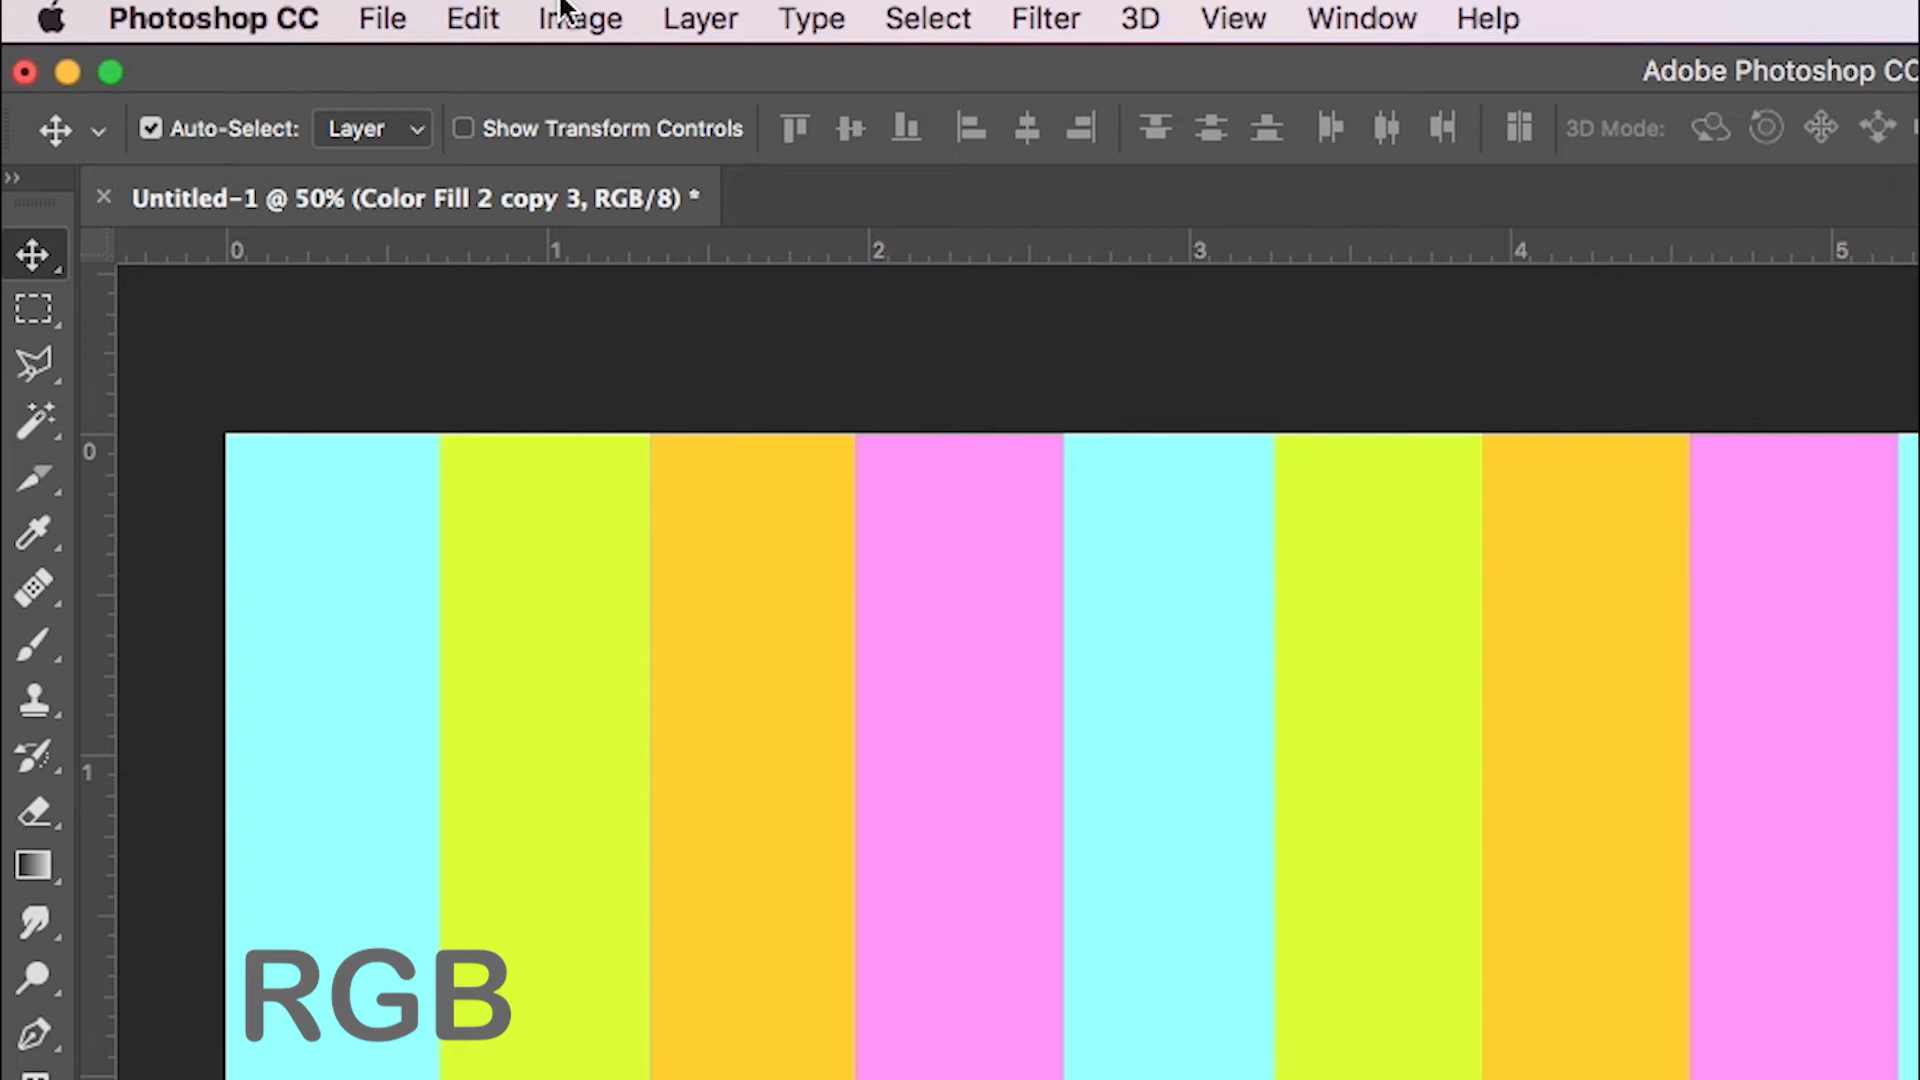 Photoshop CC File Edit Image Layer Type Select Filter 3D View Window Help
Adobe Photoshop CC
Auto-Select: Layer Show Transform Controls 3D Mode:
Untitled-1 @ 50% (Color Fill 2 copy 3, RGB/8) *
0 1 2 3 4 5
0
1
RGB